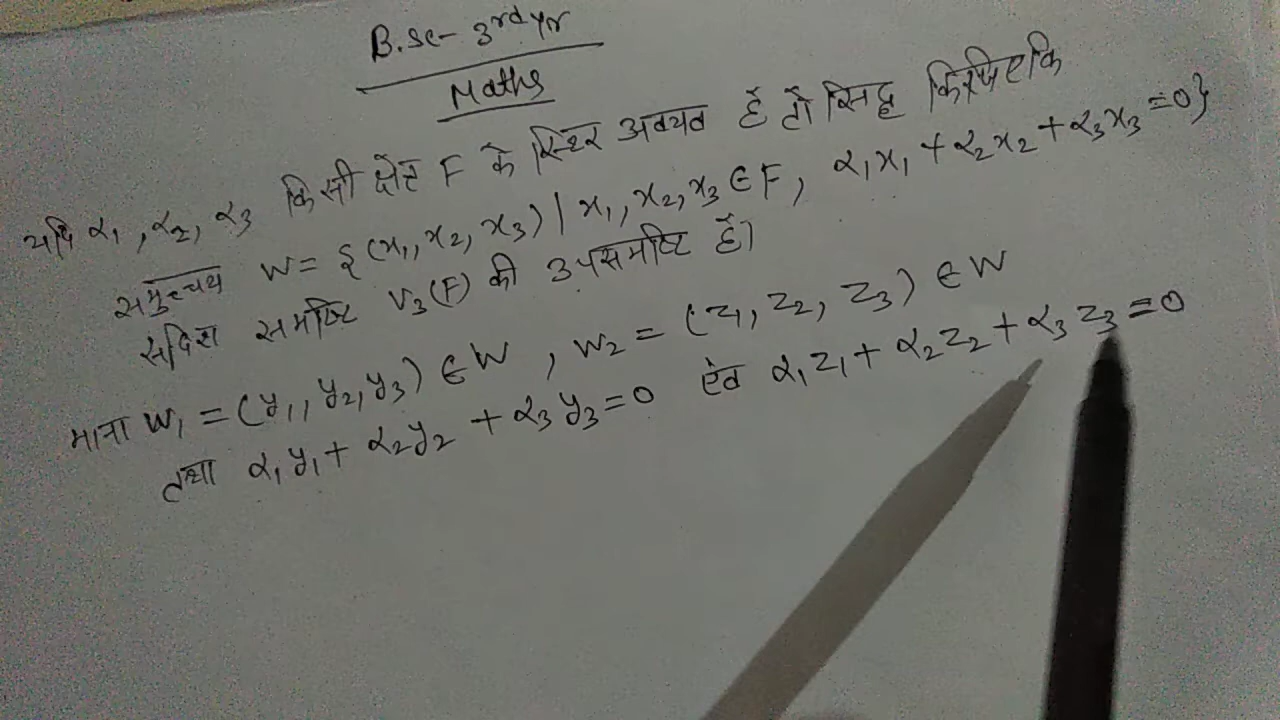 B.Sc- 3rd yr
Maths
यदि α₁, α₂, α₃ किसी क्षेत्र F के स्थिर अवयव हैं तो सिद्ध किजिए कि
समुच्चय W = {(x₁, x₂, x₃) | x₁, x₂, x₃ ∈ F, α₁x₁ + α₂x₂ + α₃x₃ = 0}
सदिश समष्टि V₃(F) की उपसमष्टि है।
माना W₁ = (y₁, y₂, y₃) ∈ W, W₂ = (z₁, z₂, z₃) ∈ W
तथा α₁y₁ + α₂y₂ + α₃y₃ = 0 एंव α₁z₁ + α₂z₂ + α₃z₃ = 0